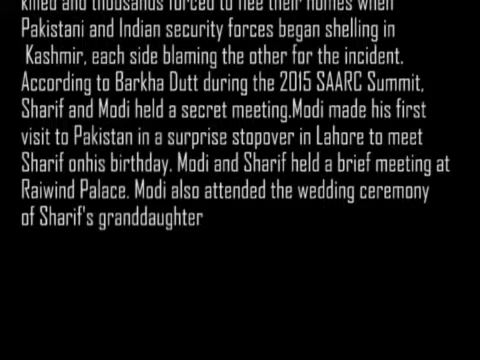 killed and thousands forced to flee their homes when
Pakistani and Indian security forces began shelling in
Kashmir, each side blaming the other for the incident.
According to Barkha Dutt during the 2015 SAARC Summit,
Sharif and Modi held a secret meeting.Modi made his first
visit to Pakistan in a surprise stopover in Lahore to meet
Sharif onhis birthday. Modi and Sharif held a brief meeting at
Raiwind Palace. Modi also attended the wedding ceremony
of Sharif's granddaughter